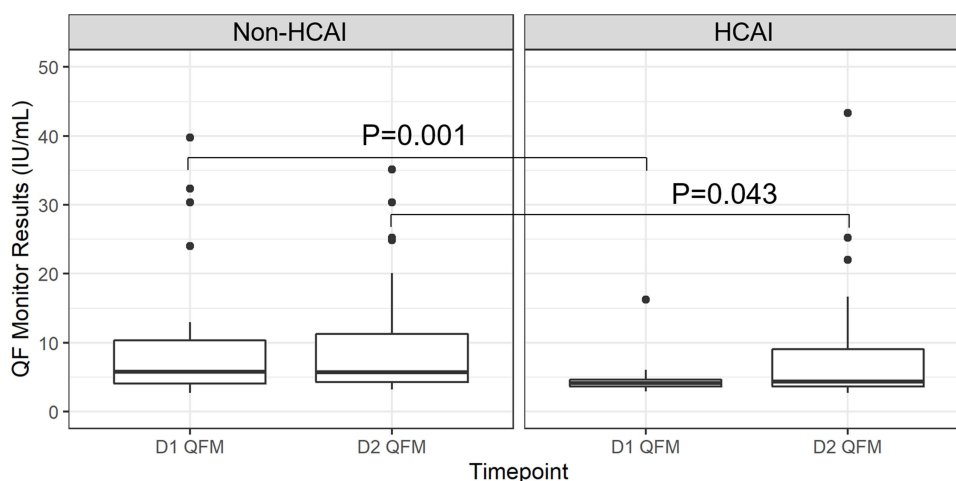 Non-HCAI
HCAI
QF Monitor Results (IU/mL)
50
40
30
20
10
0
P=0.001
P=0.043
D1 QFM
D2 QFM
D1 QFM
D2 QFM
Timepoint